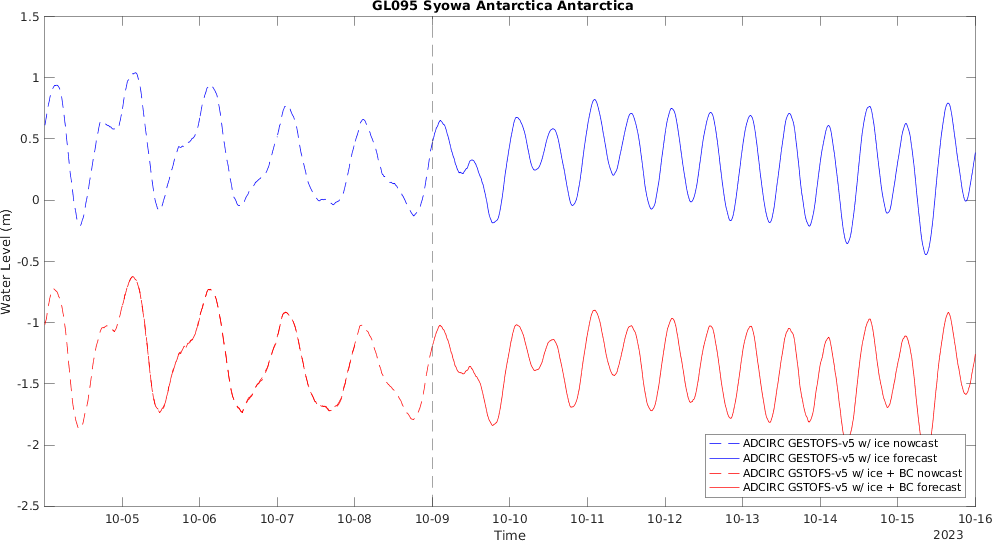 GL095 Syowa Antarctica Antarctica
1.5
1
0.5
0
-0.5
-1
-1.5
-2
-2.5
Water Level (m)
ADCIRC GESTOFS-v5 w/ ice nowcast
ADCIRC GESTOFS-v5 w/ ice forecast
ADCIRC GSTOFS-v5 w/ ice + BC nowcast
ADCIRC GSTOFS-v5 w/ ice + BC forecast
10-05 10-06 10-07 10-08 10-09 10-10 10-11 10-12 10-13 10-14 10-15 10-16
Time
2023